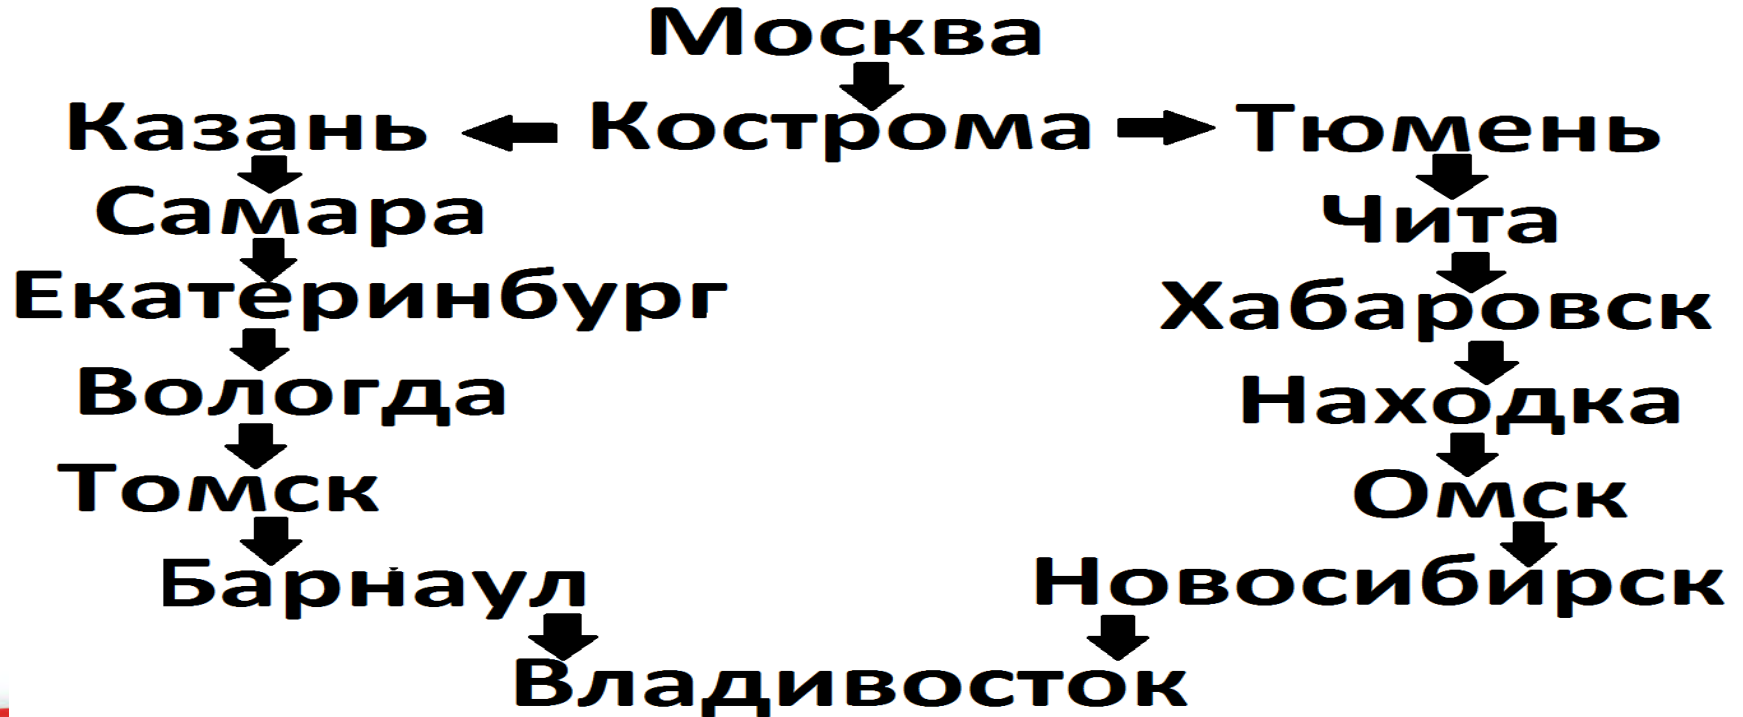 Москва
Казань Кострома Тюмень
Самара Чита
Екатеринбург Хабаровск
Вологда Находка
Томск Омск
Барнаул Новосибирск
Владивосток